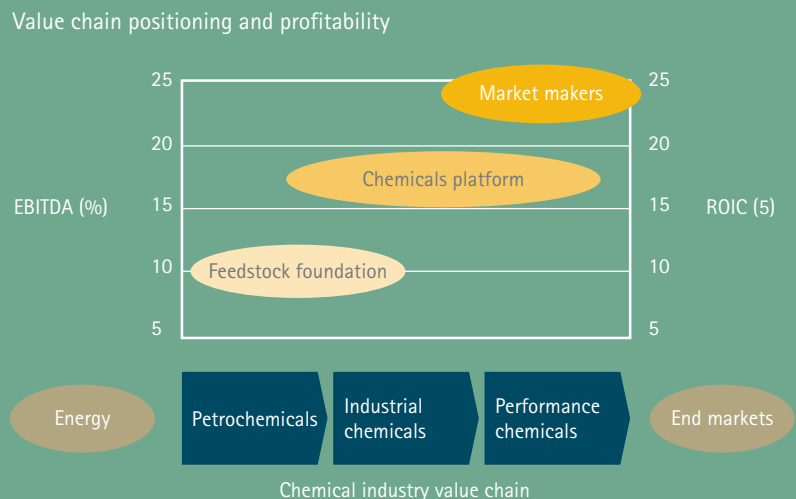 Value chain positioning and profitability
25
25
Market makers
20
20
Chemicals platform
EBITDA (%)
15
15
ROIC (5)
10
Feedstock foundation
10
5
5
Energy
Petrochemicals
Industrial
chemicals
Performance
chemicals
End markets
Chemical industry value chain